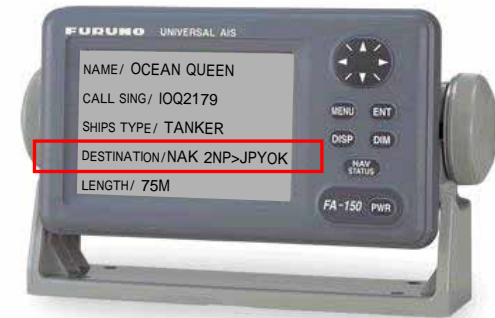 FURUNO UNIVERSAL AIS
NAME/ OCEAN QUEEN
CALL SING/ IOQ2179
SHIPS TYPE/ TANKER
DESTINATION/NAK 2NP>JPYOK
LENGTH/ 75M
MENU ENT
DISP DIM
NAV
STATUS
FA-150 PWR